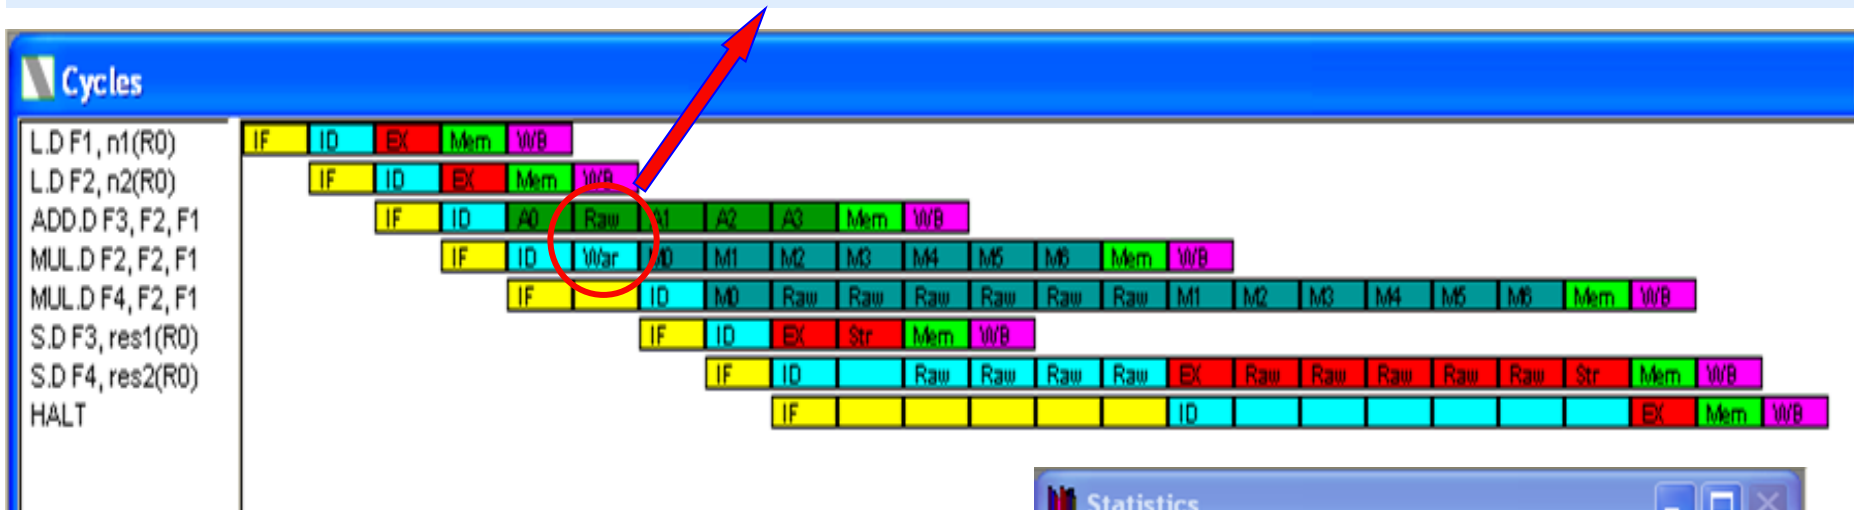 Cycles
L.D F1, n1(R0) IF ID EX Mem WB
L.D F2, n2(R0) IF ID EX Mem WB
ADD.D F3, F2, F1 IF ID A0 Raw A1 A2 A3 Mem WB
MUL.D F2, F2, F1 IF ID War M0 M1 M2 M3 M4 M5 M6 Mem WB
MUL.D F4, F2, F1 IF ID M0 Raw Raw Raw Raw Raw Raw M1 M2 M3 M4 M5 M6 Mem WB
S.D F3, res1(R0) IF ID EX Str Mem WB
S.D F4, res2(R0) IF ID Raw Raw Raw Raw EX Raw Raw Raw Raw Raw Str Mem WB
HALT IF ID EX Mem WB
Statistics